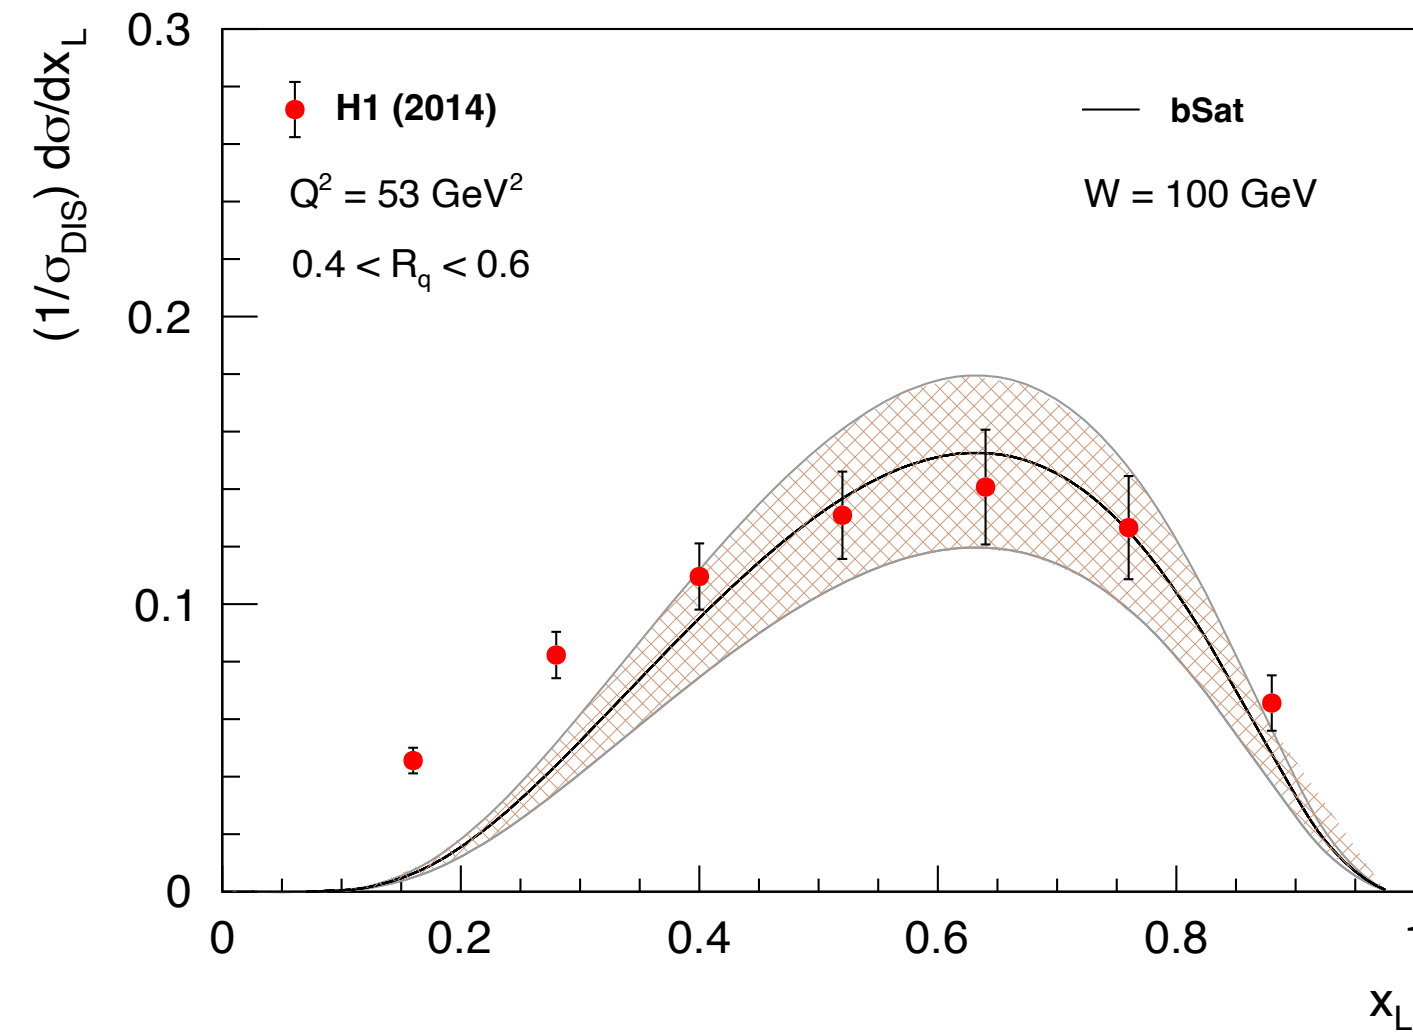 (1/σ_DIS) dσ/dx_L
0.3
0.2
0.1
0
H1 (2014)
Q² = 53 GeV²
0.4 < R_q < 0.6
bSat
W = 100 GeV
0 0.2 0.4 0.6 0.8
x_L